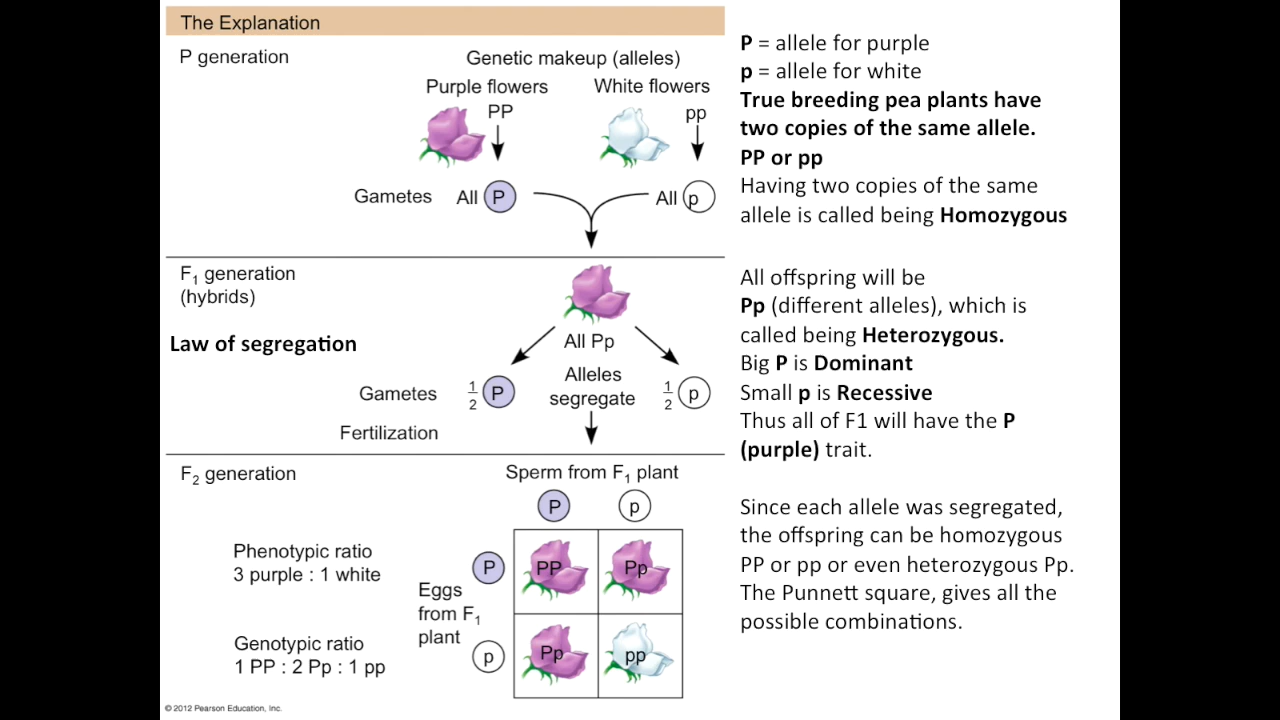 The Explanation
P generation
Genetic makeup (alleles)
Purple flowers
White flowers
PP
pp
Gametes
All P
All p
F1 generation
(hybrids)
Law of segregation
All Pp
Gametes
1/2 P
Alleles
segregate
1/2 p
Fertilization
F2 generation
Sperm from F1 plant
P
p
Phenotypic ratio
3 purple : 1 white
Genotypic ratio
1 PP : 2 Pp : 1 pp
Eggs
from F1
plant
P
PP
Pp
p
Pp
pp
© 2012 Pearson Education, Inc.
P = allele for purple
p = allele for white
True breeding pea plants have
two copies of the same allele.
PP or pp
Having two copies of the same
allele is called being Homozygous
All offspring will be
Pp (different alleles), which is
called being Heterozygous.
Big P is Dominant
Small p is Recessive
Thus all of F1 will have the P
(purple) trait.
Since each allele was segregated,
the offspring can be homozygous
PP or pp or even heterozygous Pp.
The Punnett square, gives all the
possible combinations.